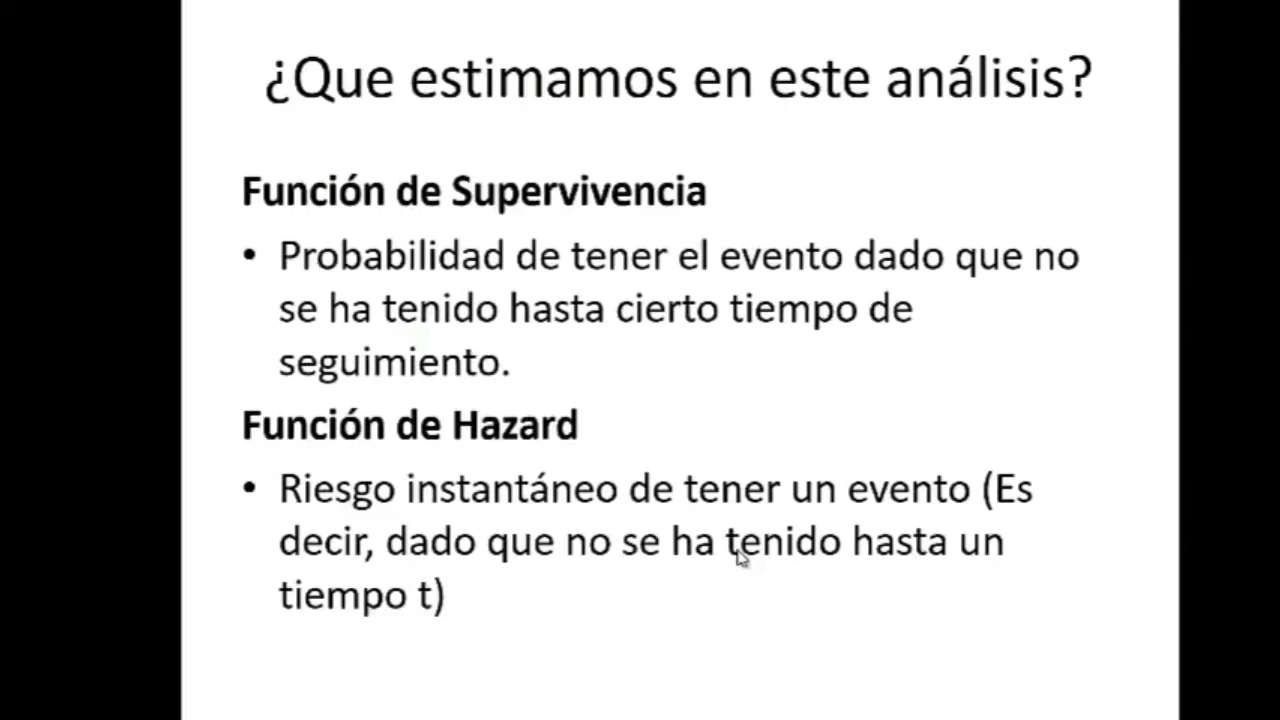 ¿Que estimamos en este análisis?
Función de Supervivencia
• Probabilidad de tener el evento dado que no
se ha tenido hasta cierto tiempo de
seguimiento.
Función de Hazard
• Riesgo instantáneo de tener un evento (Es
decir, dado que no se ha tenido hasta un
tiempo t)